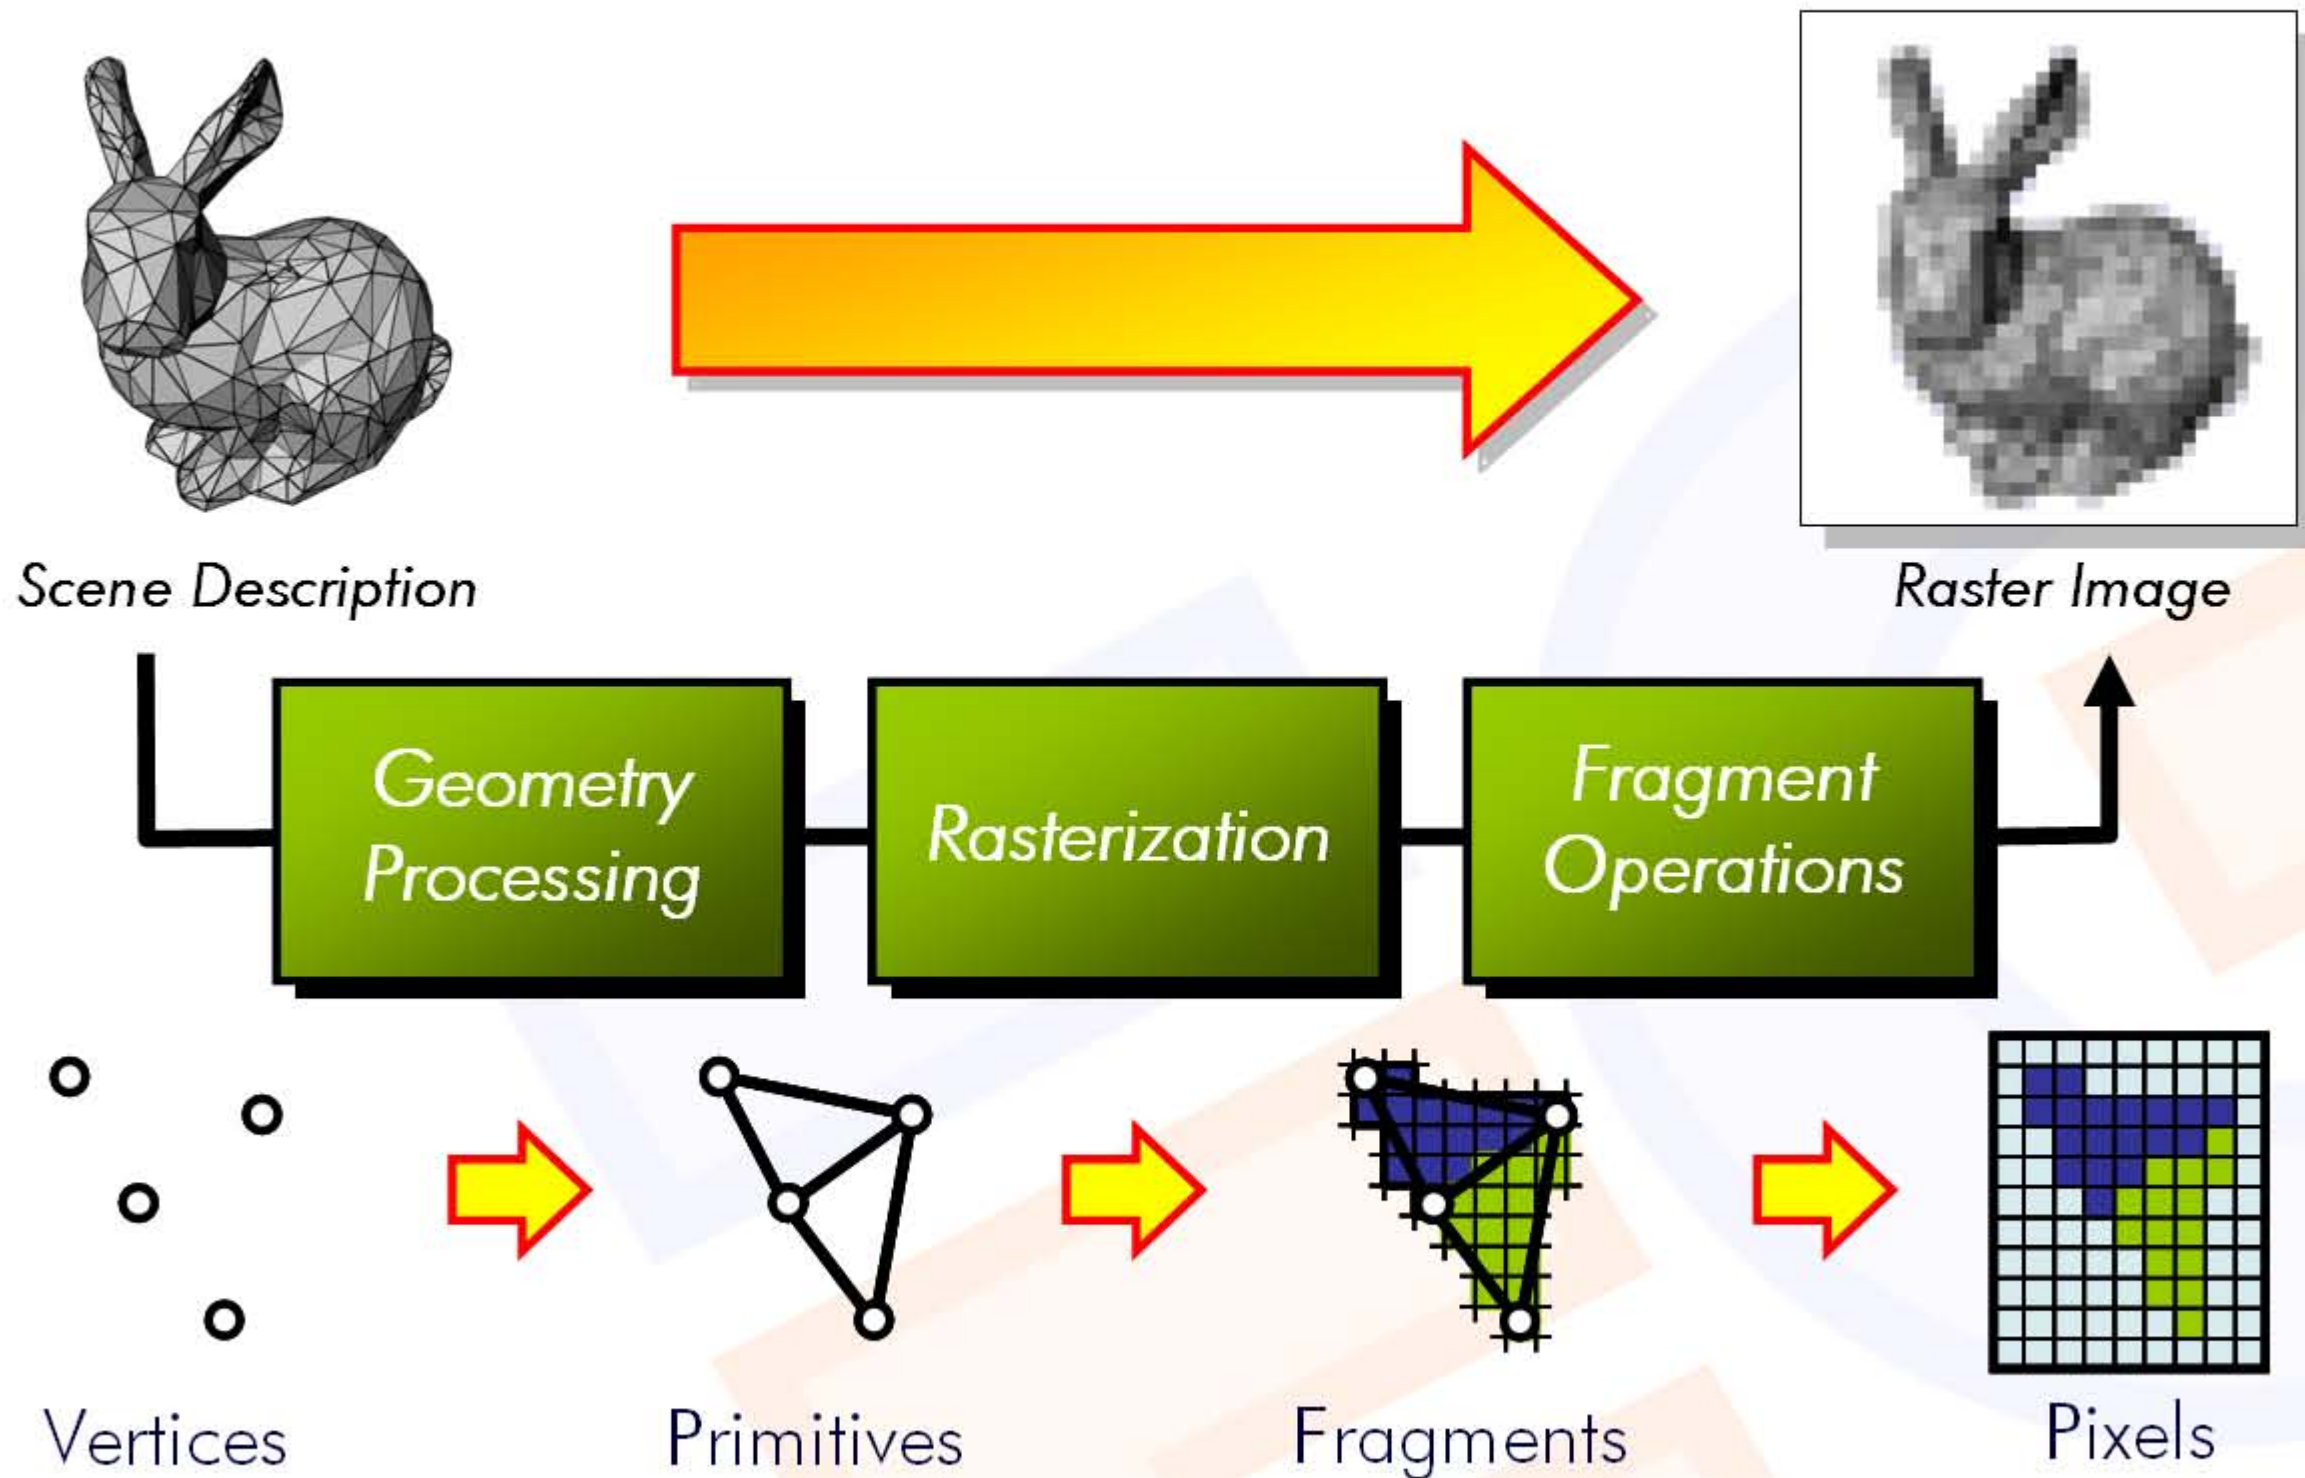 Scene Description
Raster Image
Geometry
Processing
Rasterization
Fragment
Operations
Vertices
Primitives
Fragments
Pixels